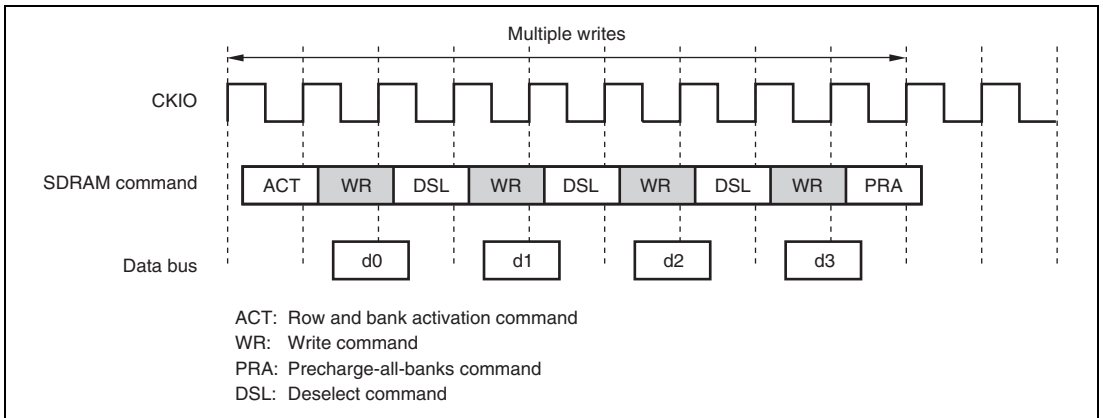 Multiple writes
CKIO
SDRAM command ACT WR DSL WR DSL WR DSL WR PRA
Data bus d0 d1 d2 d3
ACT: Row and bank activation command
WR: Write command
PRA: Precharge-all-banks command
DSL: Deselect command